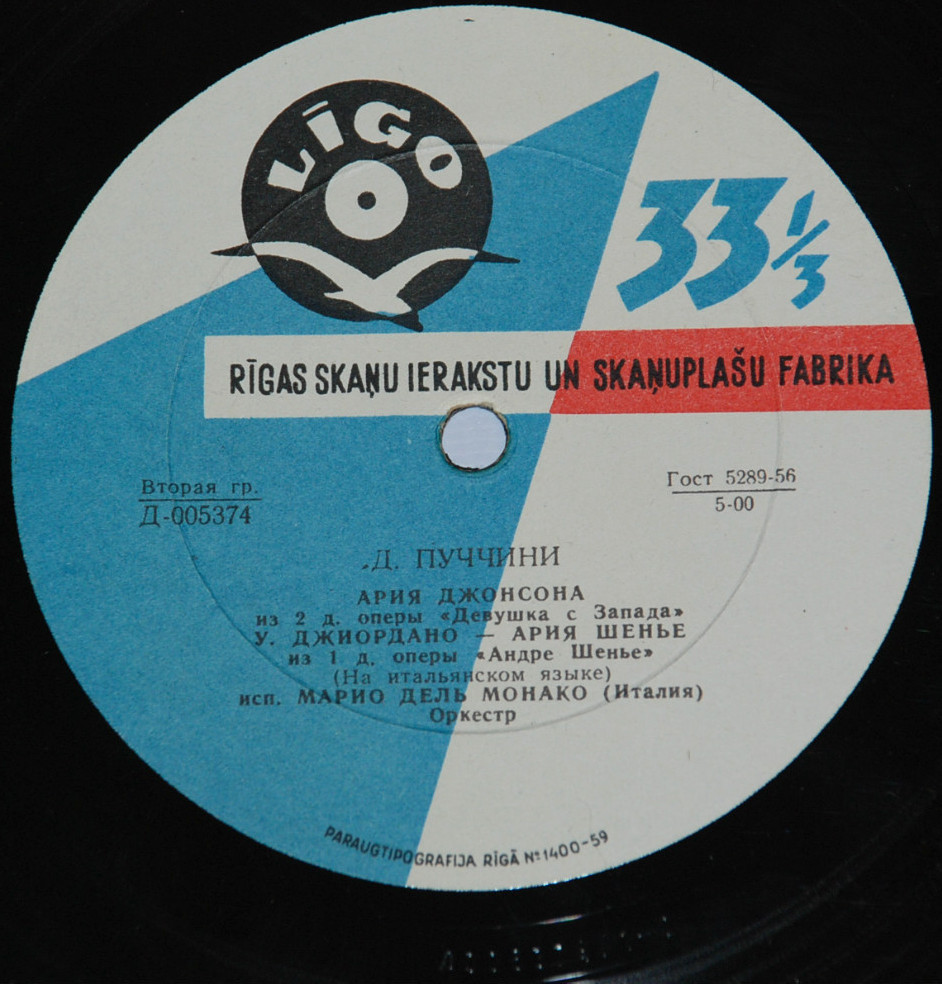 LĪGO
33 1/3
RĪGAS SKAŅU IERAKSTU UN SKAŅUPLAŠU FABRIKA
Вторая гр.
Д-005374
Гост 5289-56
5-00
Д. ПУЧЧИНИ
АРИЯ ДЖОНСОНА
из 2 д. оперы «Девушка с Запада»
У. ДЖИОРДАНО — АРИЯ ШЕНЬЕ
из 1 д. оперы «Андре Шенье»
(На итальянском языке)
исп. МАРИО ДЕЛЬ МОНАКО (Италия)
Оркестр
PARAUGTIPOGRAFIJA RĪGĀ №1400-59